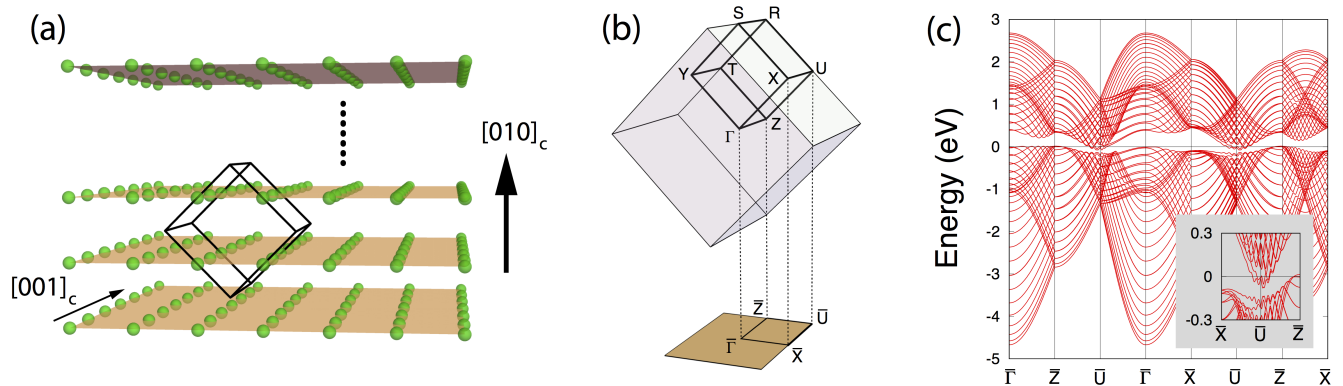 (a)
[010]c
[001]c
(b)
S R
Y T X U
Γ Z
Z̅ U̅
Γ̅ X̅
(c)
Energy (eV)
3
2
1
0
-1
-2
-3
-4
-5
0.3
0
-0.3
X̅ U̅ Z̅
Γ̅ Z̅ U̅ Γ̅ X̅ U̅ Z̅ X̅